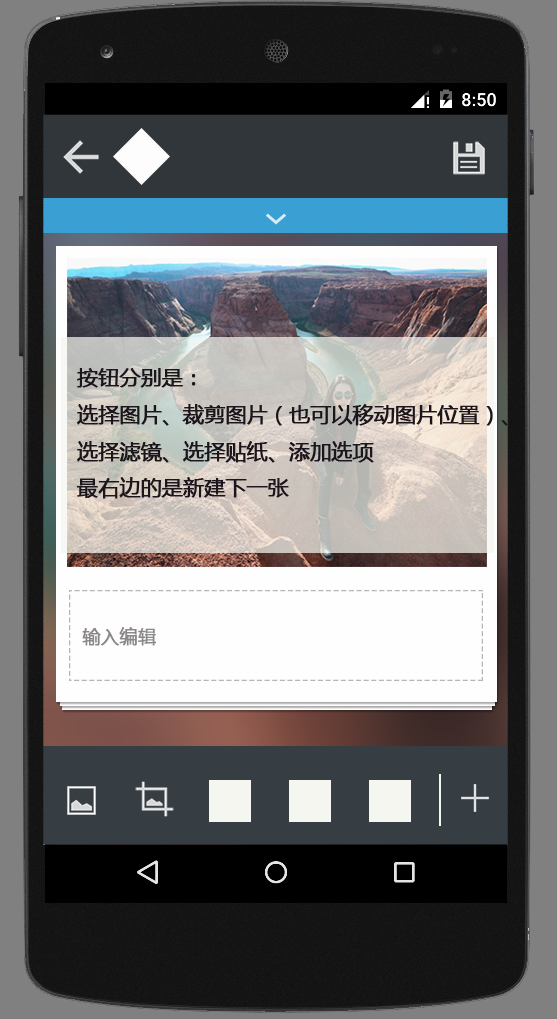 8:50
按钮分别是：
选择图片、裁剪图片（也可以移动图片位置）、
选择滤镜、选择贴纸、添加选项
最右边的是新建下一张
输入编辑